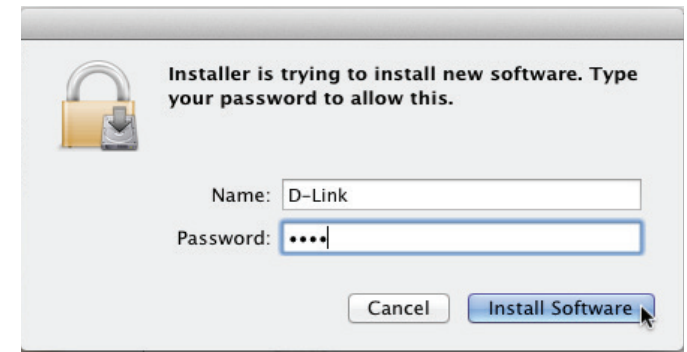 Installer is trying to install new software. Type
your password to allow this.
Name: D-Link
Password: ••••
Cancel Install Software